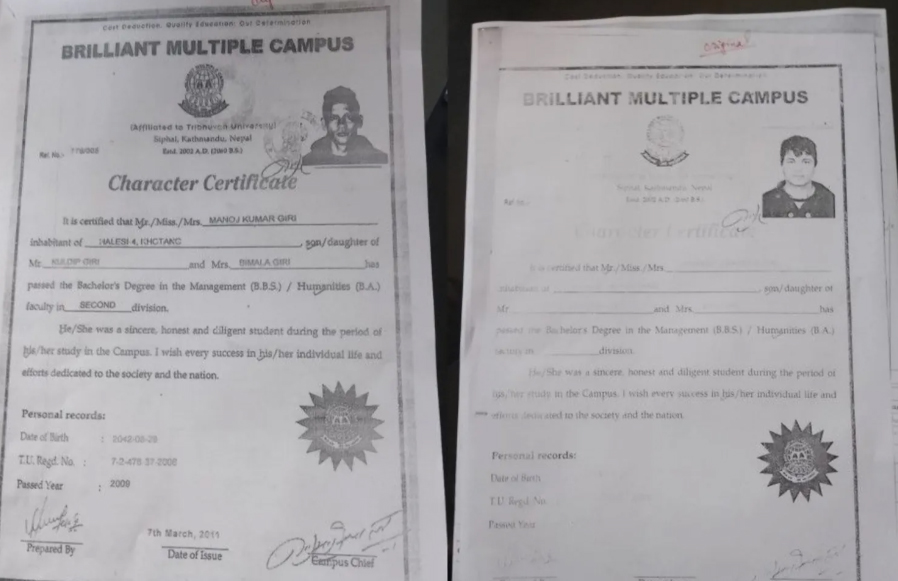 Cost Deduction, Quality Education: Our Determination
BRILLIANT MULTIPLE CAMPUS
(Affiliated to Tribhuvan University)
Siphal, Kathmandu, Nepal
Estd. 2002 A.D. (2059 B.S.)
Ref. No.-
Character Certificate
It is certified that Mr./Miss./Mrs. MANOJ KUMAR GIRI
inhabitant of HALESI 4, KHOTANG, son/daughter of
Mr. KULDIP GIRI and Mrs. BIMALA GIRI has
passed the Bachelor's Degree in the Management (B.B.S.) / Humanities (B.A.)
faculty in SECOND division.
He/She was a sincere, honest and diligent student during the period of
his/her study in the Campus. I wish every success in his/her individual life and
efforts dedicated to the society and the nation.
Personal records:
Date of Birth :
T.U. Regd. No. :
Passed Year : 2009
7th March, 2011
Prepared By
Date of Issue
Campus Chief
original
Cost Deduction, Quality Education: Our Determination
BRILLIANT MULTIPLE CAMPUS
Siphal, Kathmandu, Nepal
Character Certificate
It is certified that Mr./Miss./Mrs.
inhabitant of , son/daughter of
Mr and Mrs has
passed the Bachelor's Degree in the Management (B.B.S.) / Humanities (B.A.)
faculty in division.
He/She was a sincere, honest and diligent student during the period of
his/her study in the Campus. I wish every success in his/her individual life and
efforts dedicated to the society and the nation.
Personal records:
Date of Birth
T.U. Regd. No.
Passed Year